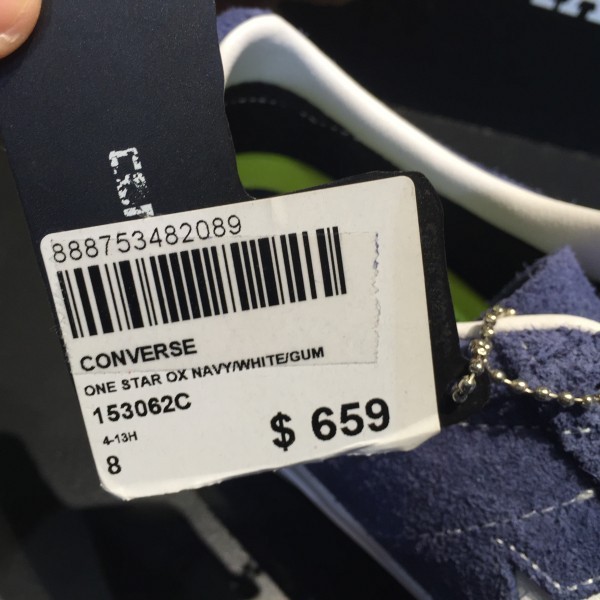 888753482089
CONVERSE
ONE STAR OX NAVY/WHITE/GUM
153062C
4-13H
$ 659
8